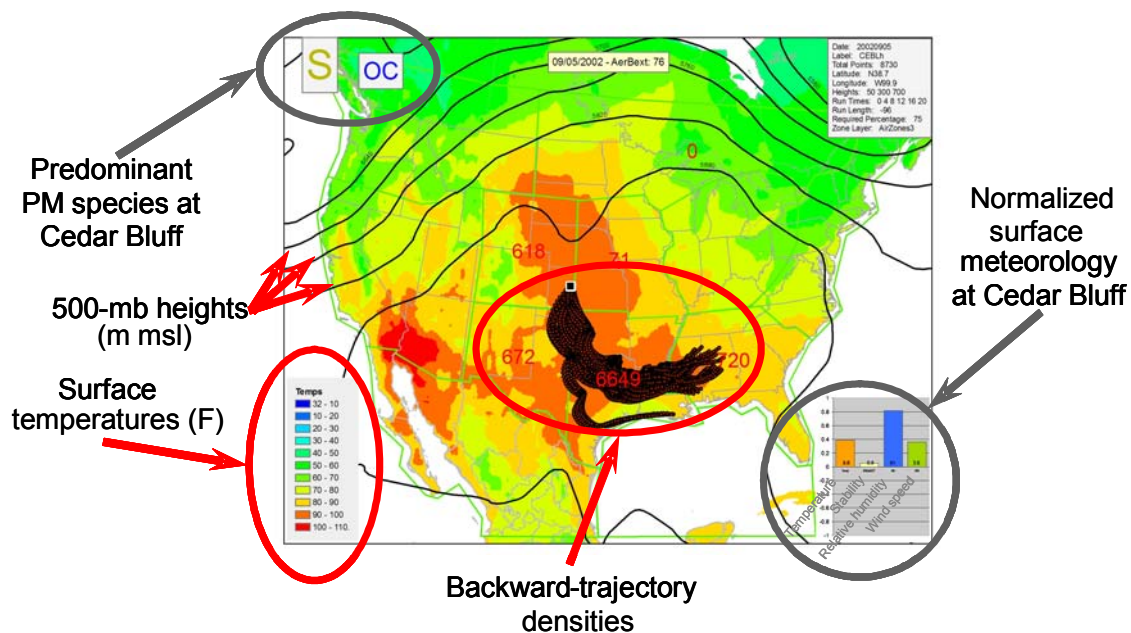 S
OC
09/05/2002 - AerBext: 76
Date: 20020905
Label: CEBLh
Total Points: 8730
Latitude: N38.7
Longitude: W99.9
Heights: 50 300 700
Run Times: 0 4 8 12 16 20
Run Length: -96
Required Percentage: 75
Zone Layer: AirZones3
Predominant
PM species at
Cedar Bluff
500-mb heights
(m msl)
Surface
temperatures (F)
Normalized
surface
meteorology
at Cedar Bluff
0
618
71
672
6649
720
Temps
32 - 10
10 - 20
20 - 30
30 - 40
40 - 50
50 - 60
60 - 70
70 - 80
80 - 90
90 - 100
100 - 110.
Temperature
Stability
Relative humidity
Wind speed
Backward-trajectory
densities